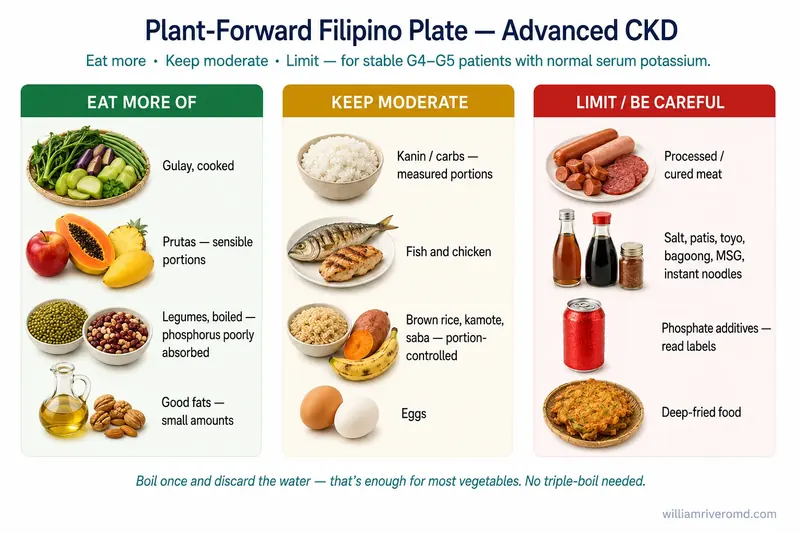 Plant-Forward Filipino Plate — Advanced CKD
Eat more • Keep moderate • Limit — for stable G4–G5 patients with normal serum potassium.
EAT MORE OF
Gulay, cooked
Prutas — sensible
portions
Legumes, boiled —
phosphorus poorly
absorbed
Good fats —
small amounts
KEEP MODERATE
Kanin / carbs —
measured portions
Fish and chicken
Brown rice, kamote,
saba — portion-
controlled
Eggs
LIMIT / BE CAREFUL
Processed /
cured meat
Salt, patis, toyo,
bagoong, MSG,
instant noodles
Phosphate additives —
read labels
Deep-fried food
Boil once and discard the water — that's enough for most vegetables. No triple-boil needed.
williamriveromd.com